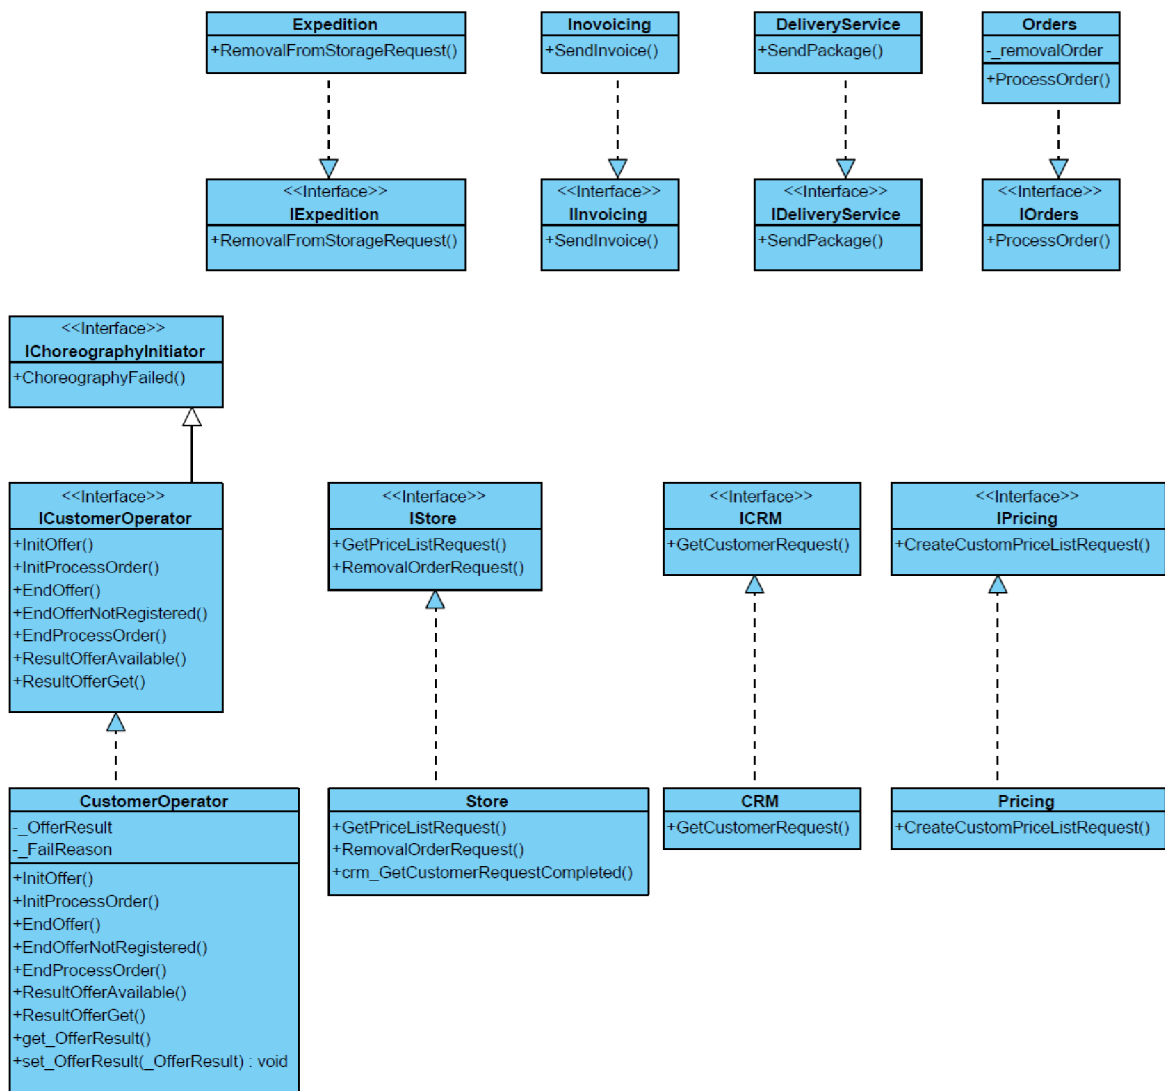 Expedition
+RemovalFromStorageRequest()
Inovoicing
+SendInvoice()
DeliveryService
+SendPackage()
Orders
-_removalOrder
+ProcessOrder()
<<Interface>>
IExpedition
+RemovalFromStorageRequest()
<<Interface>>
IInvoicing
+SendInvoice()
<<Interface>>
IDeliveryService
+SendPackage()
<<Interface>>
IOrders
+ProcessOrder()
<<Interface>>
IChoreographyInitiator
+ChoreographyFailed()
<<Interface>>
ICustomerOperator
+InitOffer()
+InitProcessOrder()
+EndOffer()
+EndOfferNotRegistered()
+EndProcessOrder()
+ResultOfferAvailable()
+ResultOfferGet()
<<Interface>>
IStore
+GetPriceListRequest()
+RemovalOrderRequest()
<<Interface>>
ICRM
+GetCustomerRequest()
<<Interface>>
IPricing
+CreateCustomPriceListRequest()
CustomerOperator
-_OfferResult
-_FailReason
+InitOffer()
+InitProcessOrder()
+EndOffer()
+EndOfferNotRegistered()
+EndProcessOrder()
+ResultOfferAvailable()
+ResultOfferGet()
+get_OfferResult()
+set_OfferResult(_OfferResult) : void
Store
+GetPriceListRequest()
+RemovalOrderRequest()
+crm_GetCustomerRequestCompleted()
CRM
+GetCustomerRequest()
Pricing
+CreateCustomPriceListRequest()